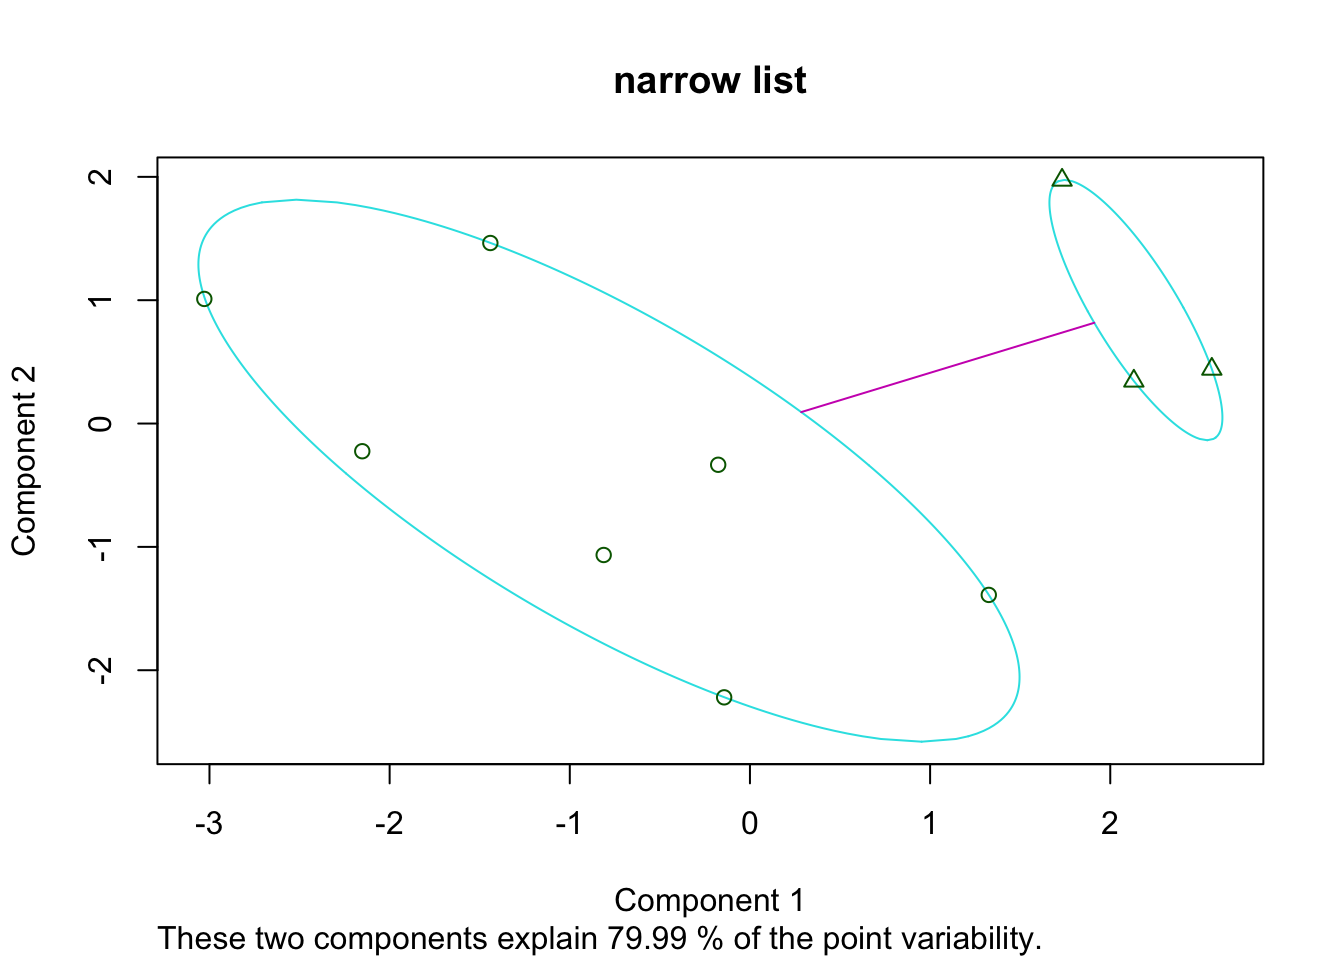 narrow list
2
1
0
-1
-2
Component 2
-3 -2 -1 0 1 2
Component 1
These two components explain 79.99 % of the point variability.